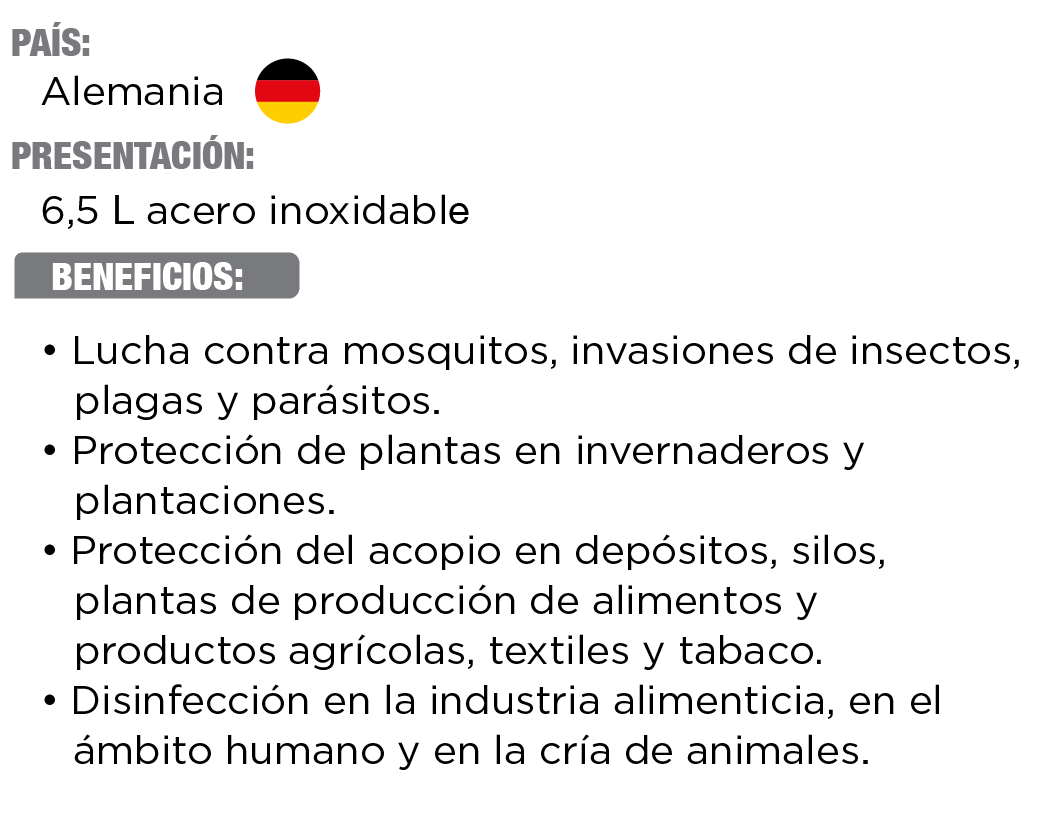 PAÍS:
Alemania
PRESENTACIÓN:
6,5 L acero inoxidable
BENEFICIOS:
• Lucha contra mosquitos, invasiones de insectos,
plagas y parásitos.
• Protección de plantas en invernaderos y
plantaciones.
• Protección del acopio en depósitos, silos,
plantas de producción de alimentos y
productos agrícolas, textiles y tabaco.
• Disinfección en la industria alimenticia, en el
ámbito humano y en la cría de animales.